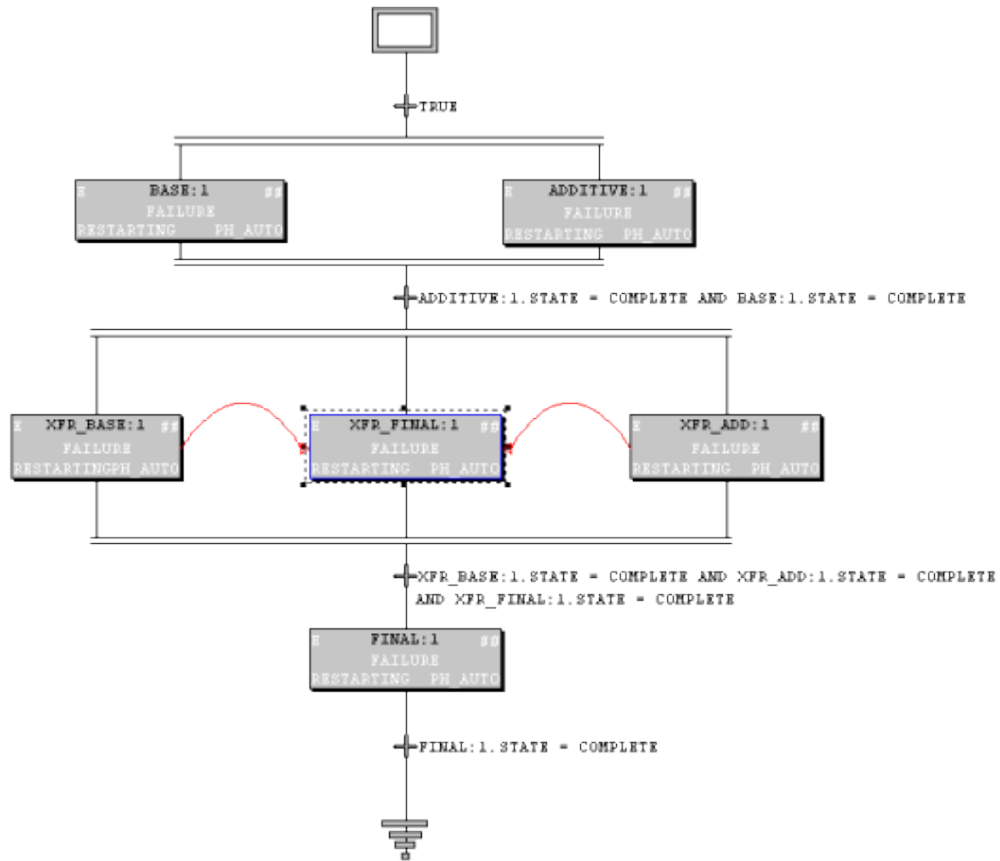 TRUE
E BASE:1 $$
FAILURE
RESTARTING PH_AUTO
E ADDITIVE:1 $$
FAILURE
RESTARTING PH_AUTO
ADDITIVE:1.STATE = COMPLETE AND BASE:1.STATE = COMPLETE
E XFR_BASE:1 $$
FAILURE
RESTARTINGPH_AUTO
E XFR_FINAL:1 $$
FAILURE
RESTARTING PH_AUTO
E XFR_ADD:1 $$
FAILURE
RESTARTING PH_AUTO
XFR_BASE:1.STATE = COMPLETE AND XFR_ADD:1.STATE = COMPLETE
AND XFR_FINAL:1.STATE = COMPLETE
E FINAL:1 $$
FAILURE
RESTARTING PH_AUTO
FINAL:1.STATE = COMPLETE